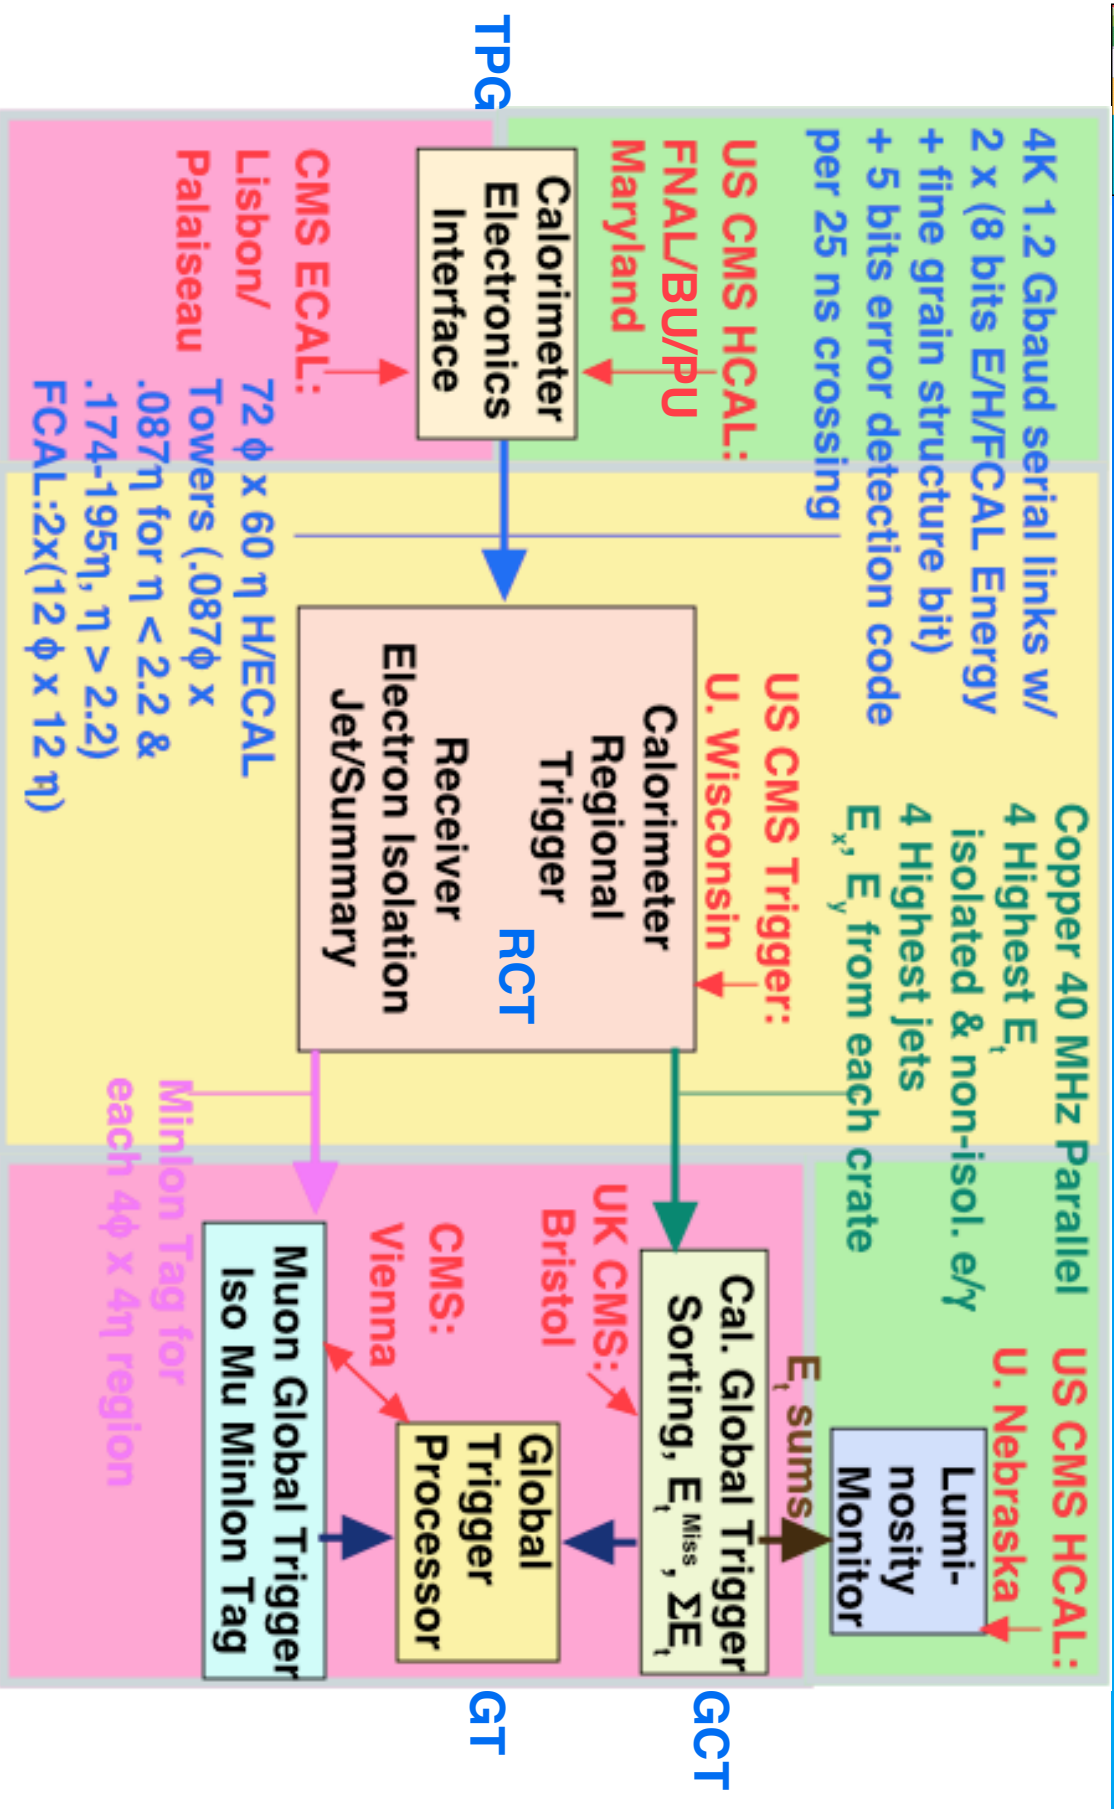 4K 1.2 Gbaud serial links w/
2 x (8 bits E/H/FCAL Energy
+ fine grain structure bit)
+ 5 bits error detection code
per 25 ns crossing
US CMS HCAL:
FNAL/BU/PU
Maryland
TPG
Calorimeter
Electronics
Interface
CMS ECAL:
Lisbon/
Palaiseau
72 ϕ x 60 η H/ECAL
Towers (.087ϕ x
.087η for η < 2.2 &
.174-195η, η > 2.2)
FCAL:2x(12 ϕ x 12 η)
US CMS Trigger:
U. Wisconsin
Calorimeter
Regional
Trigger
RCT
Receiver
Electron Isolation
Jet/Summary
Copper 40 MHz Parallel
4 Highest Et
isolated & non-isol. e/γ
4 Highest jets
Ex, Ey from each crate
MinIon Tag for
each 4ϕ x 4η region
US CMS HCAL:
U. Nebraska
Lumi-
nosity
Monitor
Et sums
UK CMS:
Bristol
Cal. Global Trigger
Sorting, Et Miss, ΣEt
GCT
Global
Trigger
Processor
GT
CMS:
Vienna
Muon Global Trigger
Iso Mu MinIon Tag